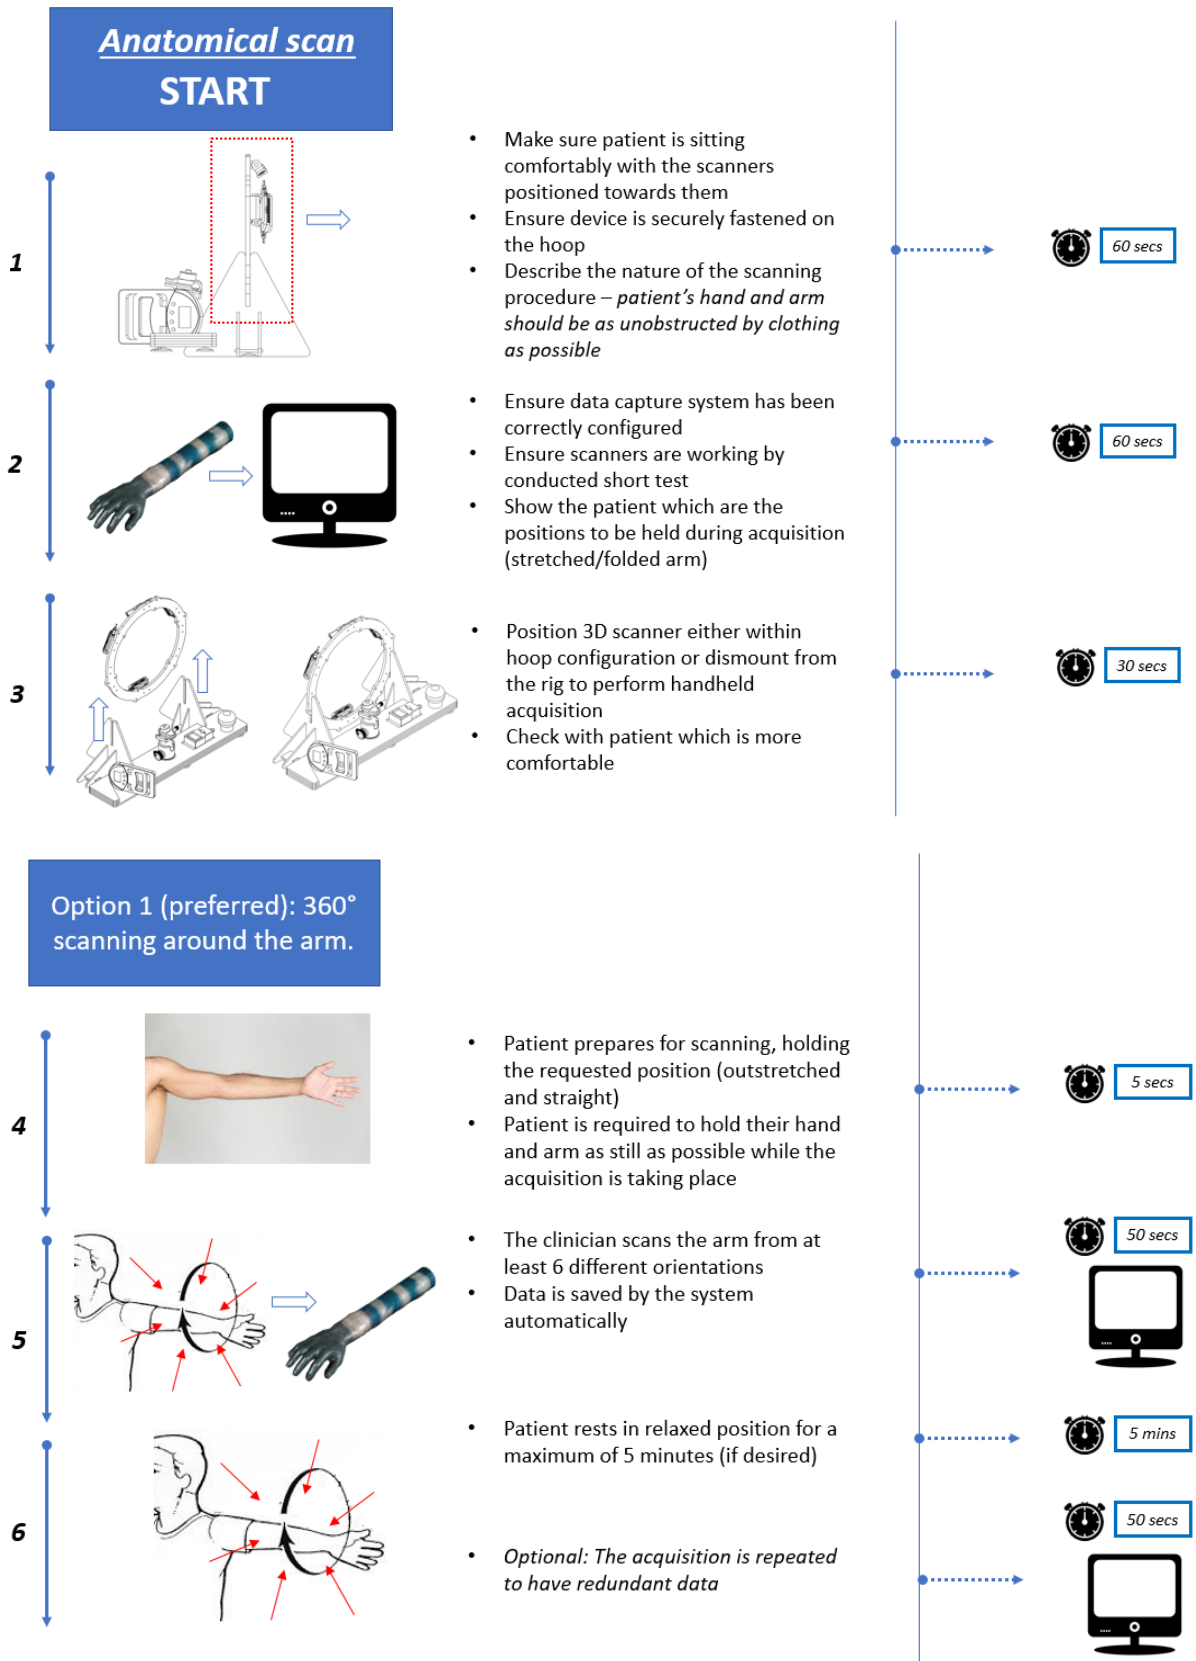 Anatomical scan
START
1
• Make sure patient is sitting
comfortably with the scanners
positioned towards them
• Ensure device is securely fastened on
the hoop
• Describe the nature of the scanning
procedure – patient's hand and arm
should be as unobstructed by clothing
as possible
60 secs
2
• Ensure data capture system has been
correctly configured
• Ensure scanners are working by
conducted short test
• Show the patient which are the
positions to be held during acquisition
(stretched/folded arm)
60 secs
3
• Position 3D scanner either within
hoop configuration or dismount from
the rig to perform handheld
acquisition
• Check with patient which is more
comfortable
30 secs
Option 1 (preferred): 360°
scanning around the arm.
4
• Patient prepares for scanning, holding
the requested position (outstretched
and straight)
• Patient is required to hold their hand
and arm as still as possible while the
acquisition is taking place
5 secs
5
• The clinician scans the arm from at
least 6 different orientations
• Data is saved by the system
automatically
50 secs
6
• Patient rests in relaxed position for a
maximum of 5 minutes (if desired)
5 mins
• Optional: The acquisition is repeated
to have redundant data
50 secs